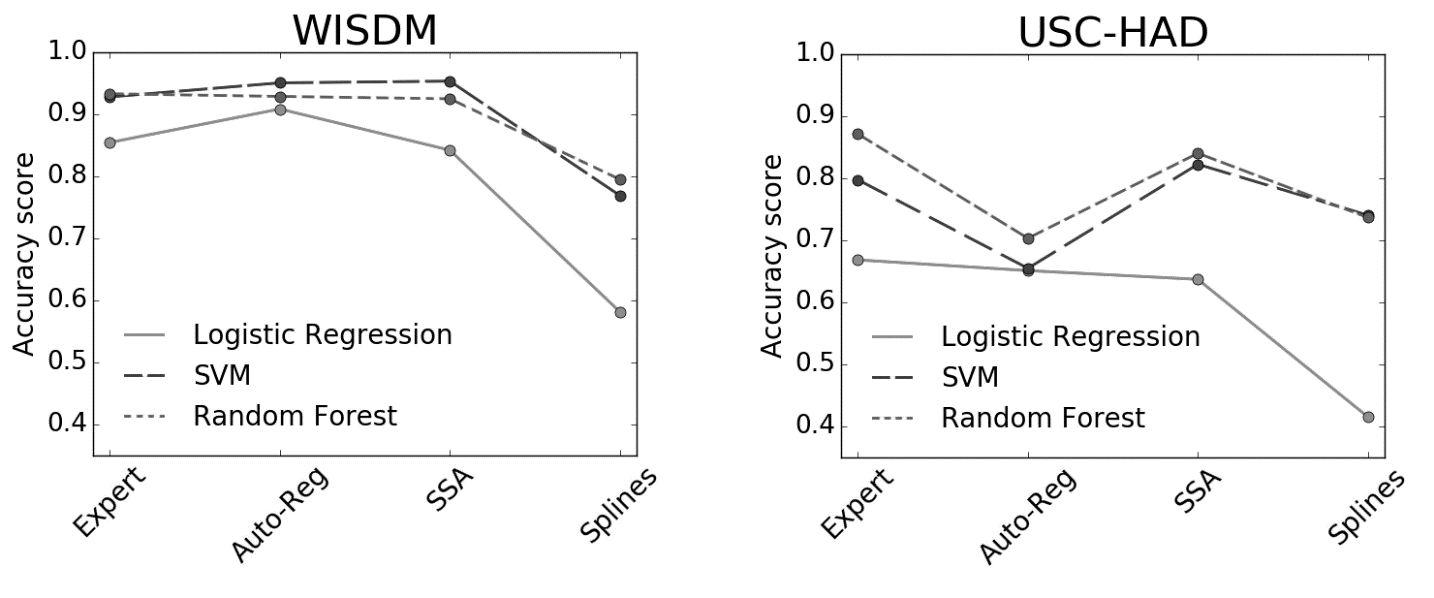 WISDM
1.0
0.9
0.8
0.7
0.6
0.5
0.4
Accuracy score
Logistic Regression
SVM
Random Forest
Expert
Auto-Reg
SSA
Splines
USC-HAD
1.0
0.9
0.8
0.7
0.6
0.5
0.4
Accuracy score
Logistic Regression
SVM
Random Forest
Expert
Auto-Reg
SSA
Splines